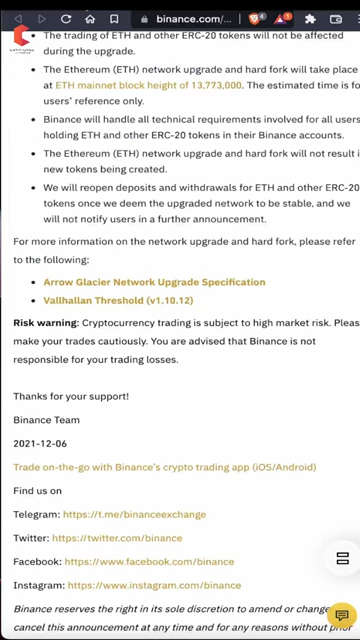 binance.com/...
The trading of ETH and other ERC-20 tokens will not be affected
during the upgrade.
The Ethereum (ETH) network upgrade and hard fork will take place
at ETH mainnet block height of 13,773,000. The estimated time is fo
users' reference only.
Binance will handle all technical requirements involved for all users
holding ETH and other ERC-20 tokens in their Binance accounts.
The Ethereum (ETH) network upgrade and hard fork will not result i
new tokens being created.
We will reopen deposits and withdrawals for ETH and other ERC-20
tokens once we deem the upgraded network to be stable, and we
will not notify users in a further announcement.
For more information on the network upgrade and hard fork, please refer
to the following:
Arrow Glacier Network Upgrade Specification
Vallhallan Threshold (v1.10.12)
Risk warning: Cryptocurrency trading is subject to high market risk. Pleas
make your trades cautiously. You are advised that Binance is not
responsible for your trading losses.
Thanks for your support!
Binance Team
2021-12-06
Trade on-the-go with Binance's crypto trading app (iOS/Android)
Find us on
Telegram: https://t.me/binanceexchange
Twitter: https://twitter.com/binance
Facebook: https://www.facebook.com/binance
Instagram: https://www.instagram.com/binance
Binance reserves the right in its sole discretion to amend or change
cancel this announcement at any time and for any reasons without prior